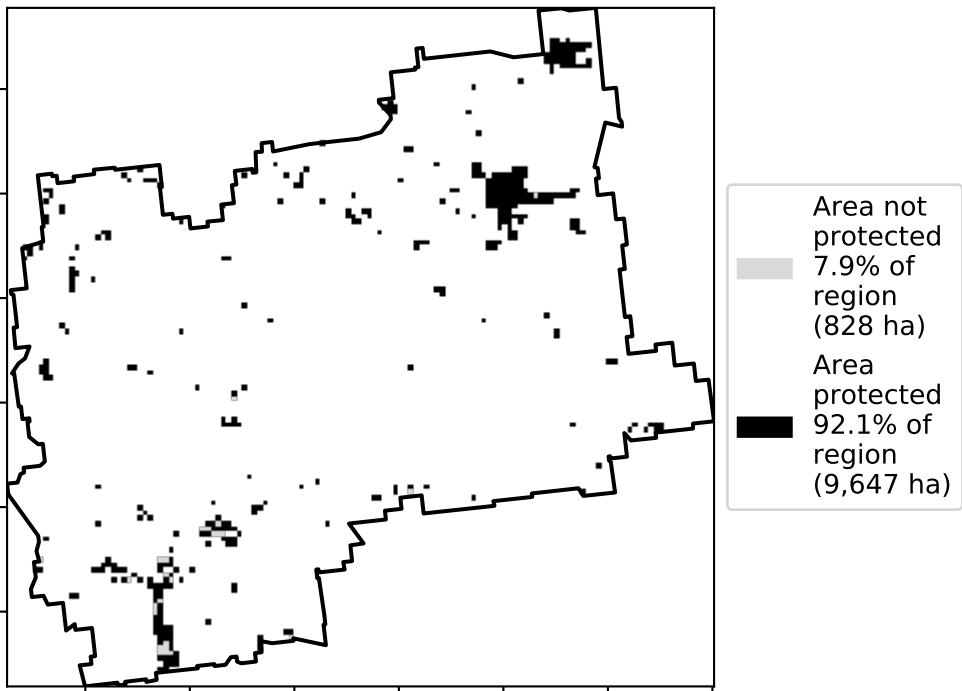 Area not
protected
7.9% of
region
(828 ha)
Area
protected
92.1% of
region
(9,647 ha)